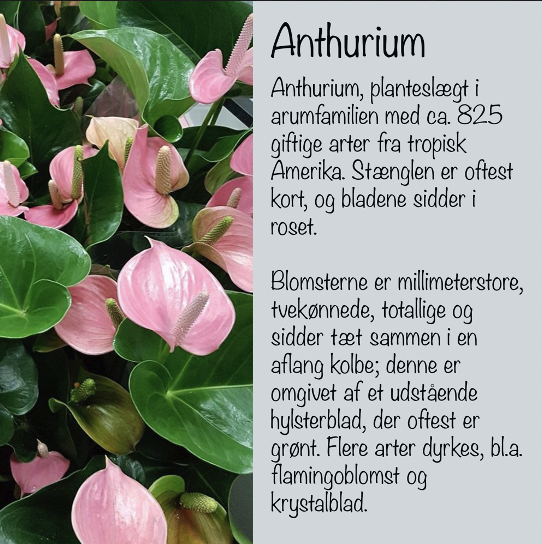 Anthurium
Anthurium, planteslægt i
arumfamilien med ca. 825
giftige arter fra tropisk
Amerika. Stænglen er oftest
kort, og bladene sidder i
roset.
Blomsterne er millimeterstore,
tvekønnede, totallige og
sidder tæt sammen i en
aflang kolbe; denne er
omgivet af et udstående
hylsterblad, der oftest er
grønt. Flere arter dyrkes, bl.a.
flamingoblomst og
krystalblad.